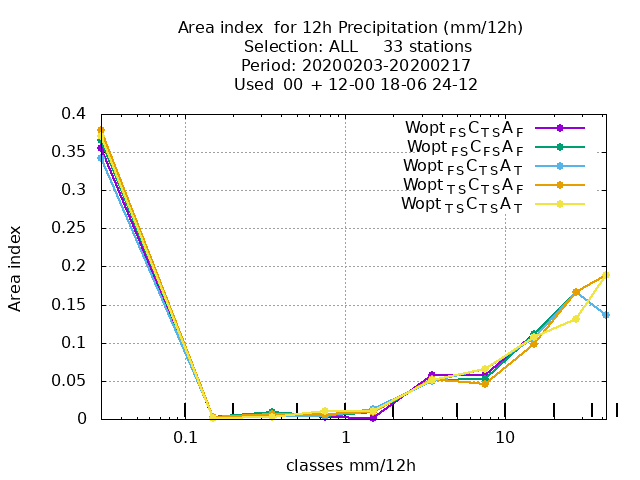 Area index  for 12h Precipitation (mm/12h)
Selection: ALL     33 stations
Period: 20200203-20200217
Used  00  + 12-00 18-06 24-12
Wopt FS C TS A F
Wopt FS C FS A F
Wopt FS C TS A T
Wopt TS C TS A F
Wopt TS C TS A T
0.4
0.35
0.3
0.25
0.2
0.15
0.1
0.05
0
Area index
0.1 1 10
classes mm/12h